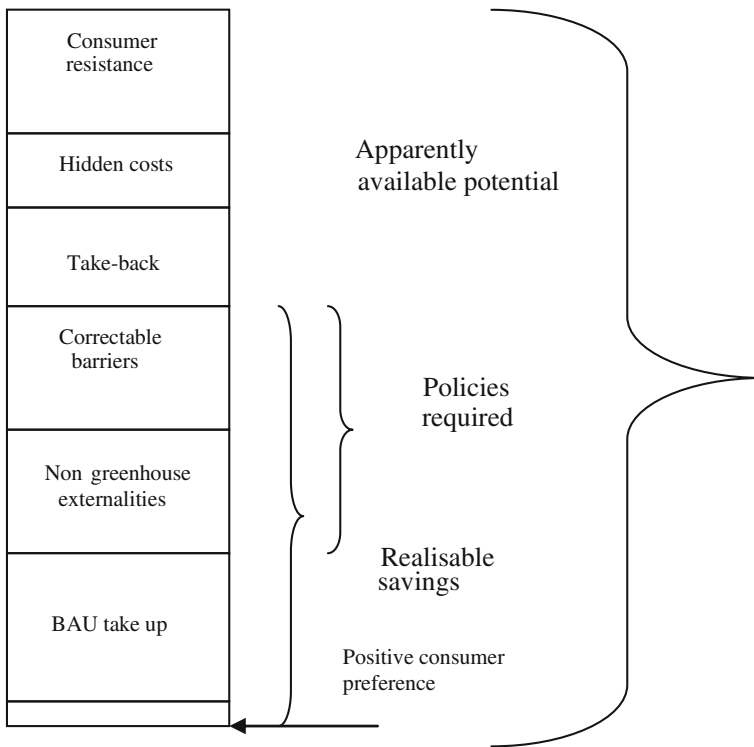 Consumer
resistance
Hidden costs
Apparently
available potential
Take-back
Correctable
barriers
Policies
required
Non greenhouse
externalities
Realisable
savings
BAU take up
Positive consumer
preference